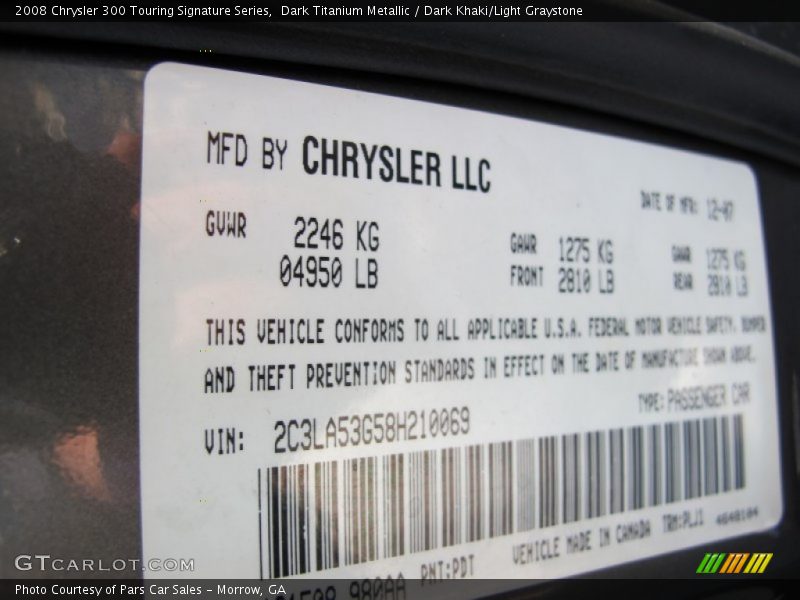 2008 Chrysler 300 Touring Signature Series,  Dark Titanium Metallic / Dark Khaki/Light Graystone
MFD BY CHRYSLER LLC
DATE OF MFR: 12-07
GVWR 2246 KG GAWR 1275 KG GAWR 1275 KG
04950 LB FRONT 2810 LB REAR 2810 LB
THIS VEHICLE CONFORMS TO ALL APPLICABLE U.S.A. FEDERAL MOTOR VEHICLE SAFETY, BUMPER
AND THEFT PREVENTION STANDARDS IN EFFECT ON THE DATE OF MANUFACTURE SHOWN ABOVE.
VIN: 2C3LA53G58H210069 TYPE: PASSENGER CAR
PNT:PDT VEHICLE MADE IN CANADA TRM:PLJ1
980AA
GTCARLOT.COM
Photo Courtesy of Pars Car Sales - Morrow, GA